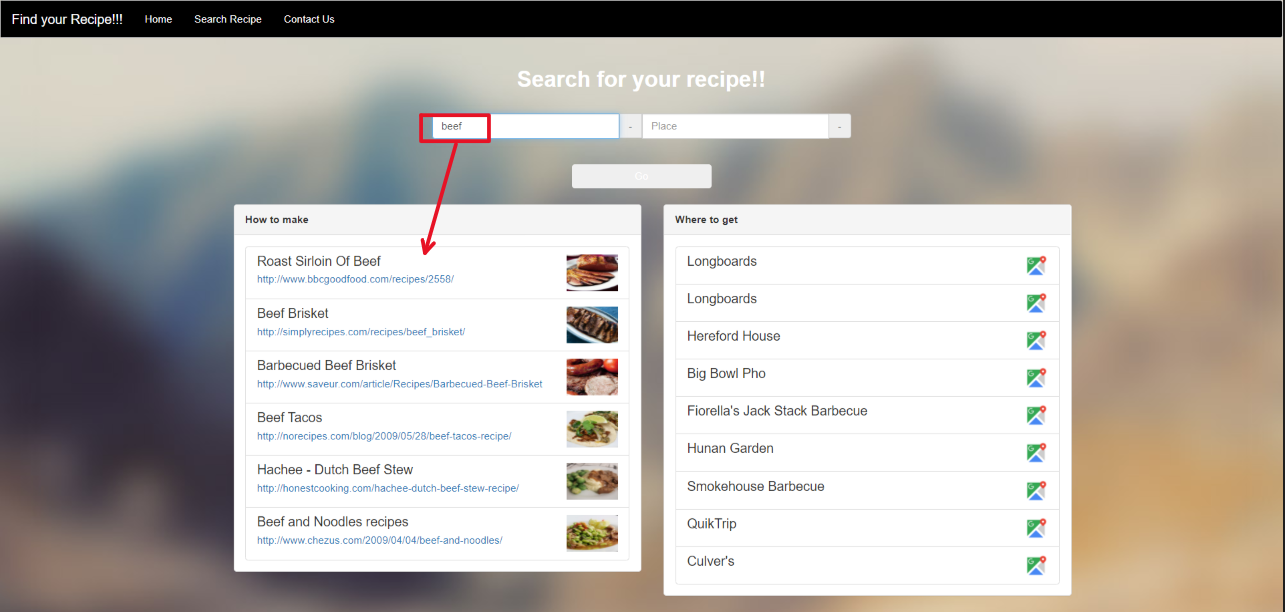 Find your Recipe!!! Home Search Recipe Contact Us
Search for your recipe!!
beef - Place -
Go
How to make
Roast Sirloin Of Beef
http://www.bbcgoodfood.com/recipes/2558/
Beef Brisket
http://simplyrecipes.com/recipes/beef_brisket/
Barbecued Beef Brisket
http://www.saveur.com/article/Recipes/Barbecued-Beef-Brisket
Beef Tacos
http://norecipes.com/blog/2009/05/28/beef-tacos-recipe/
Hachee - Dutch Beef Stew
http://honestcooking.com/hachee-dutch-beef-stew-recipe/
Beef and Noodles recipes
http://www.chezus.com/2009/04/04/beef-and-noodles/
Where to get
Longboards
Longboards
Hereford House
Big Bowl Pho
Fiorella's Jack Stack Barbecue
Hunan Garden
Smokehouse Barbecue
QuikTrip
Culver's